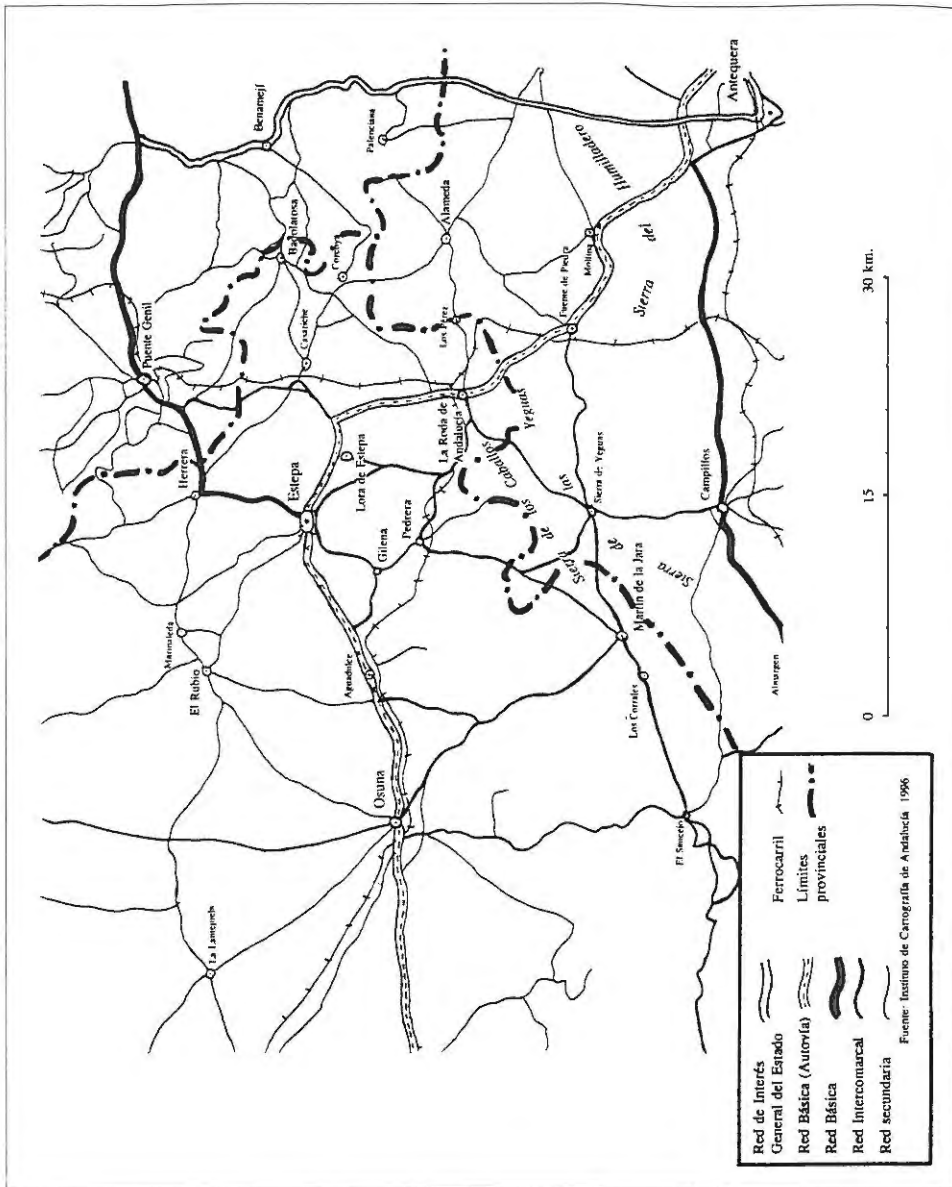 Benamejí
Palenciana
Antequera
Humilladero
Badolatosa
Corcoya
Alameda
Mollina
Sierra del
Puente Genil
Casariche
Los Pérez
Fuente de Piedra
30 km.
Herrera
Estepa
Lora de Estepa
La Roda de
Andalucía
Yeguas
Caballos
Sierra de los
las
Sierra de Yeguas
Campillos
15
Gilena
Pedrera
Sierra de
Martín de la Jara
Marinaleda
El Rubio
Aguadulce
Los Corrales
Almargen
0
Osuna
El Saucejo
La Lantejuela
Red de Interés
General del Estado
Red Básica (Autovía)
Red Básica
Red Intercomarcal
Red secundaria
Ferrocarril
Límites
provinciales
Fuente: Instituto de Cartografía de Andalucía 1996